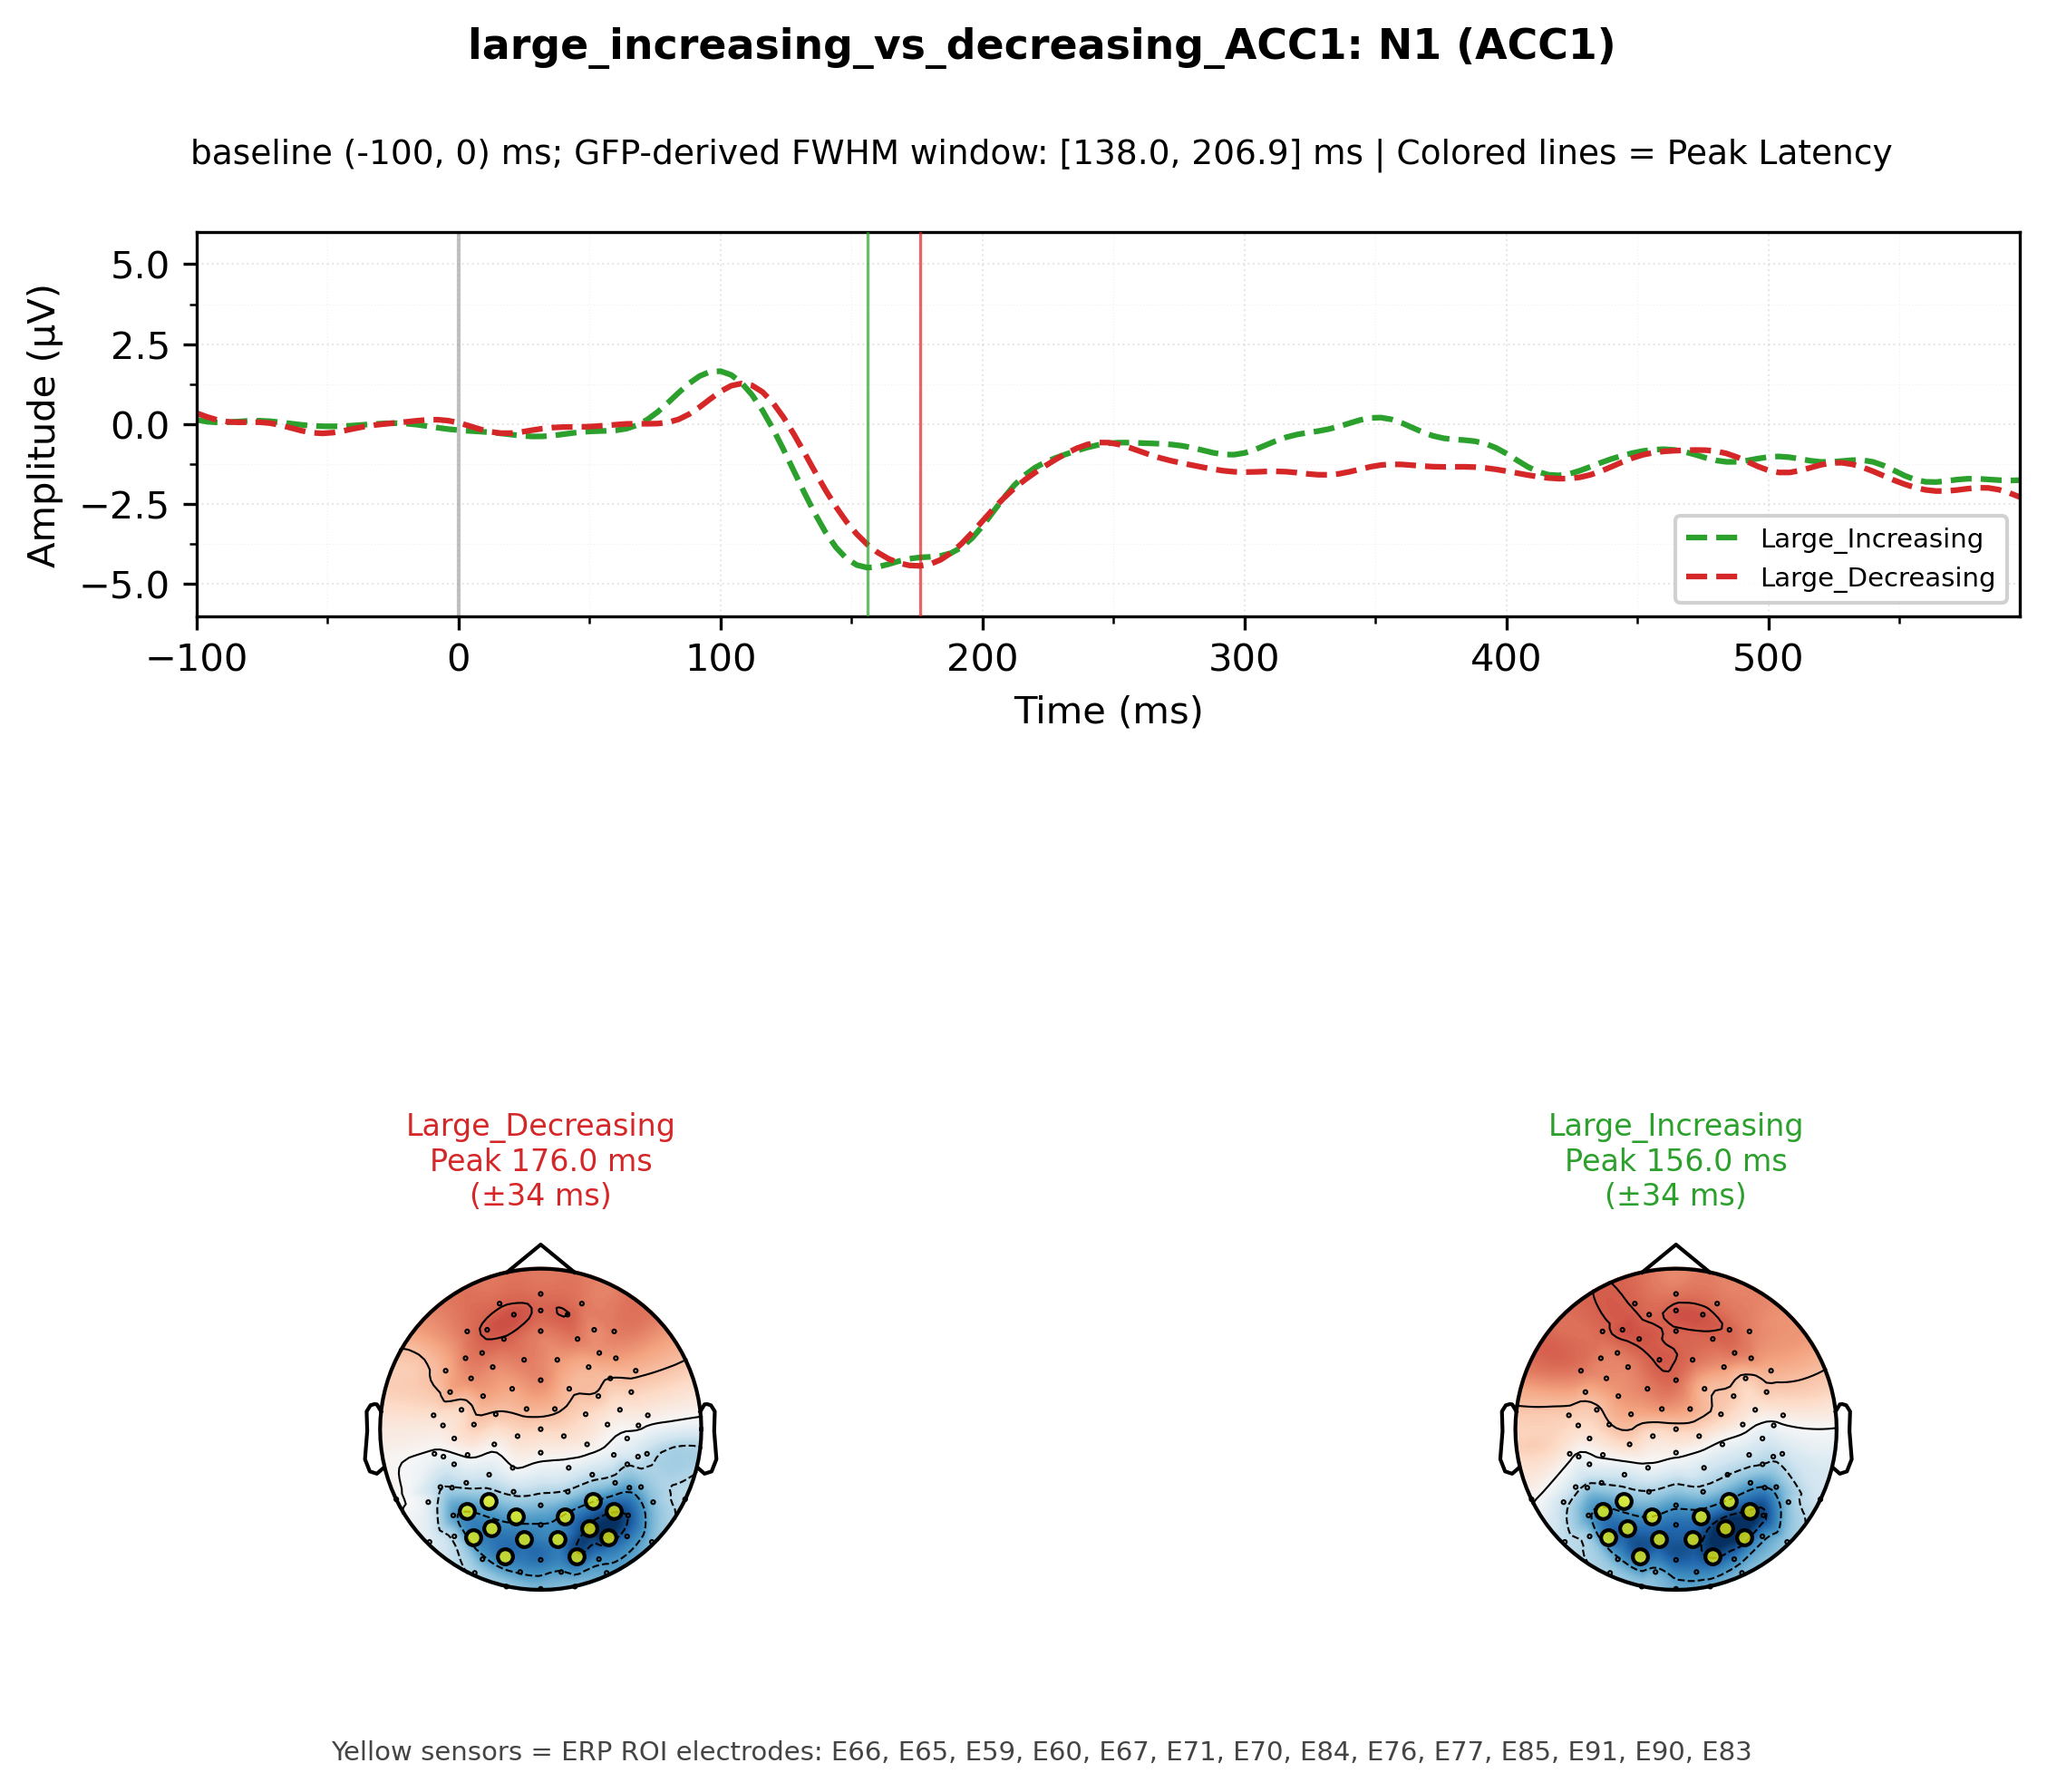 large_increasing_vs_decreasing_ACC1: N1 (ACC1)
baseline (-100, 0) ms; GFP-derived FWHM window: [138.0, 206.9] ms | Colored lines = Peak Latency
Amplitude (µV)
5.0
2.5
0.0
−2.5
−5.0
Large_Increasing
Large_Decreasing
−100
0
100
200
300
400
500
Time (ms)
Large_Decreasing
Peak 176.0 ms
(±34 ms)
Large_Increasing
Peak 156.0 ms
(±34 ms)
Yellow sensors = ERP ROI electrodes: E66, E65, E59, E60, E67, E71, E70, E84, E76, E77, E85, E91, E90, E83